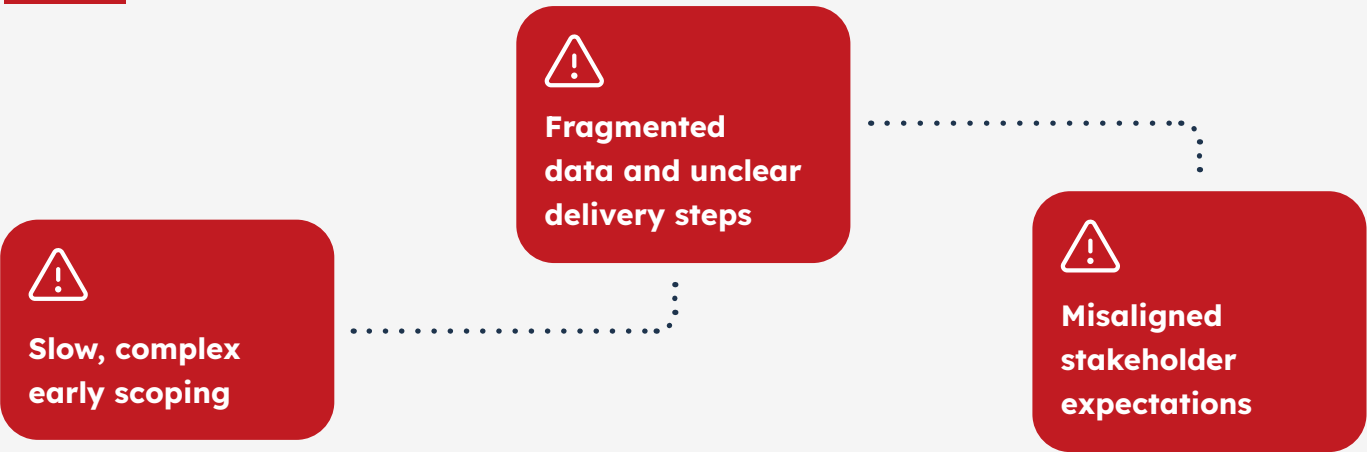 Slow, complex
early scoping
Fragmented
data and unclear
delivery steps
Misaligned
stakeholder
expectations